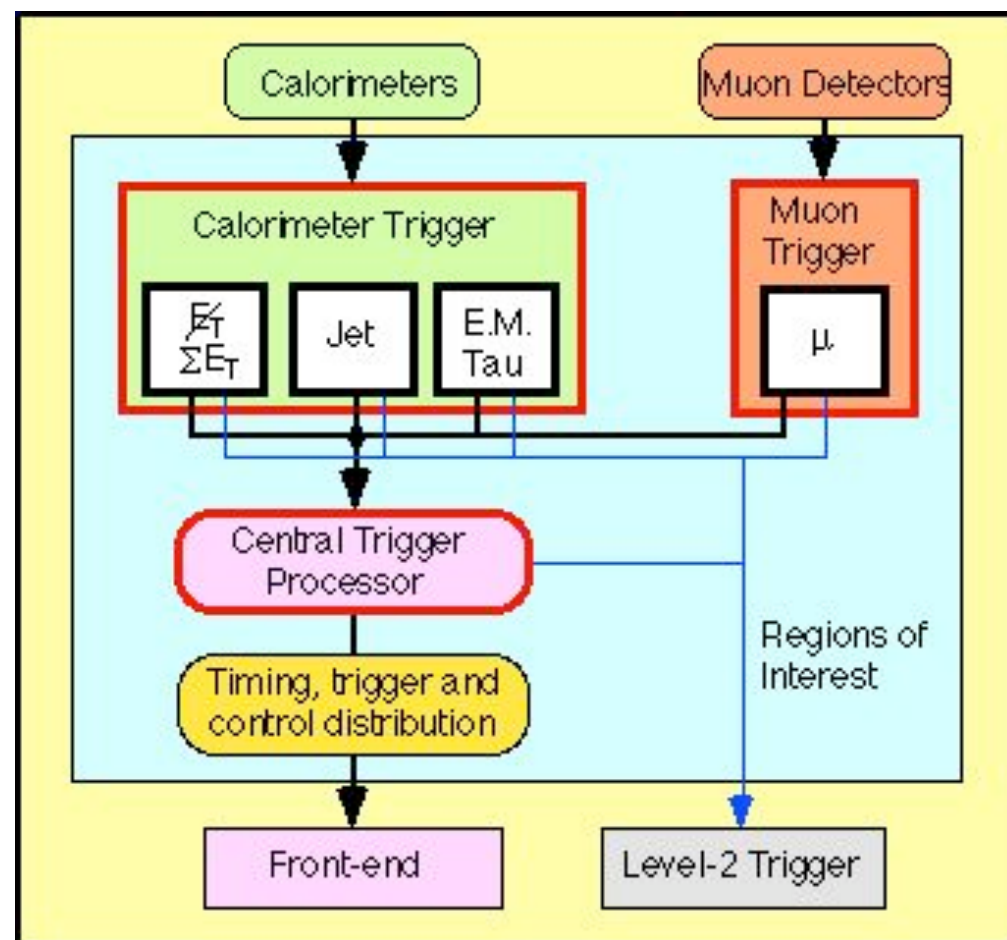 Calorimeters
Muon Detectors
Calorimeter Trigger
Muon
Trigger
E̸T
ΣET
Jet
E.M.
Tau
μ
Central Trigger
Processor
Regions of
Interest
Timing, trigger and
control distribution
Front-end
Level-2 Trigger